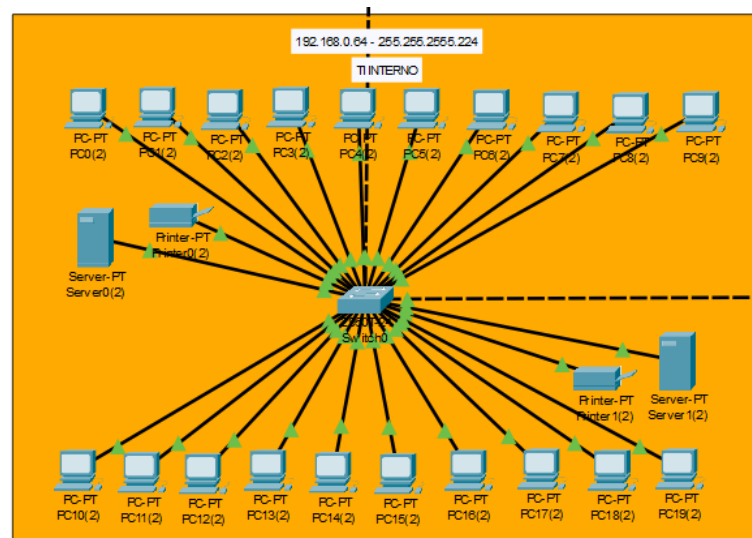 192.168.0.64 - 255.255.2555.224
TI INTERNO
PC-PT
PC0(2)
PC-PT
PC1(2)
PC-PT
PC2(2)
PC-PT
PC3(2)
PC-PT
PC4(2)
PC-PT
PC5(2)
PC-PT
PC6(2)
PC-PT
PC7(2)
PC-PT
PC8(2)
PC-PT
PC9(2)
Printer-PT
Printer0(2)
Server-PT
Server0(2)
Switch0
Printer-PT
Printer1(2)
Server-PT
Server1(2)
PC-PT
PC10(2)
PC-PT
PC11(2)
PC-PT
PC12(2)
PC-PT
PC13(2)
PC-PT
PC14(2)
PC-PT
PC15(2)
PC-PT
PC16(2)
PC-PT
PC17(2)
PC-PT
PC18(2)
PC-PT
PC19(2)